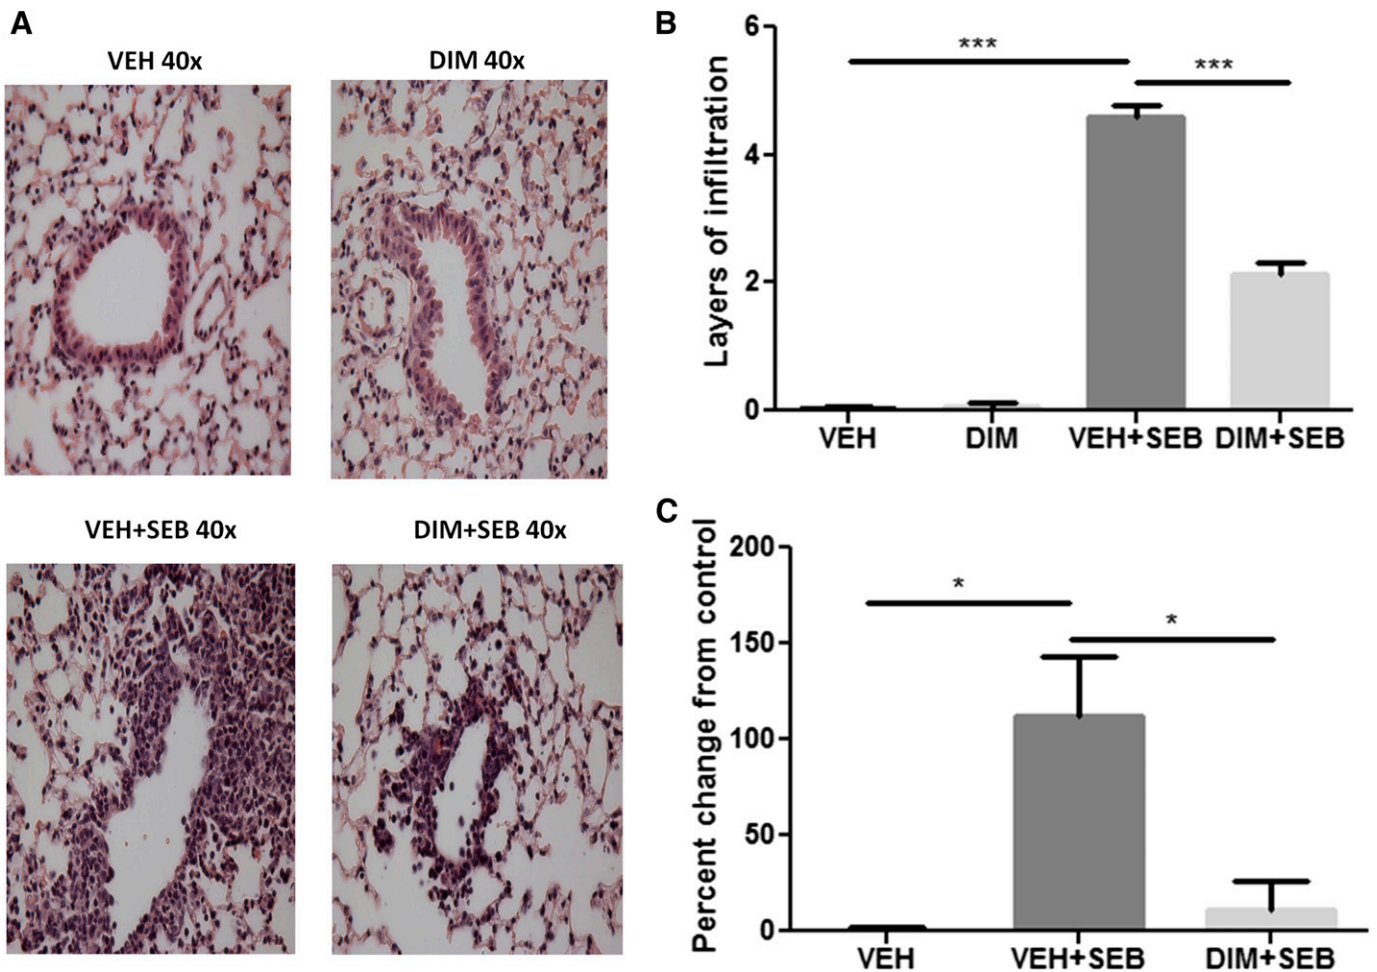 A
VEH 40x
DIM 40x
VEH+SEB 40x
DIM+SEB 40x
B
Layers of infiltration
6
4
2
0
***
***
VEH
DIM
VEH+SEB
DIM+SEB
C
Percent change from control
200
150
100
50
0
*
*
VEH
VEH+SEB
DIM+SEB